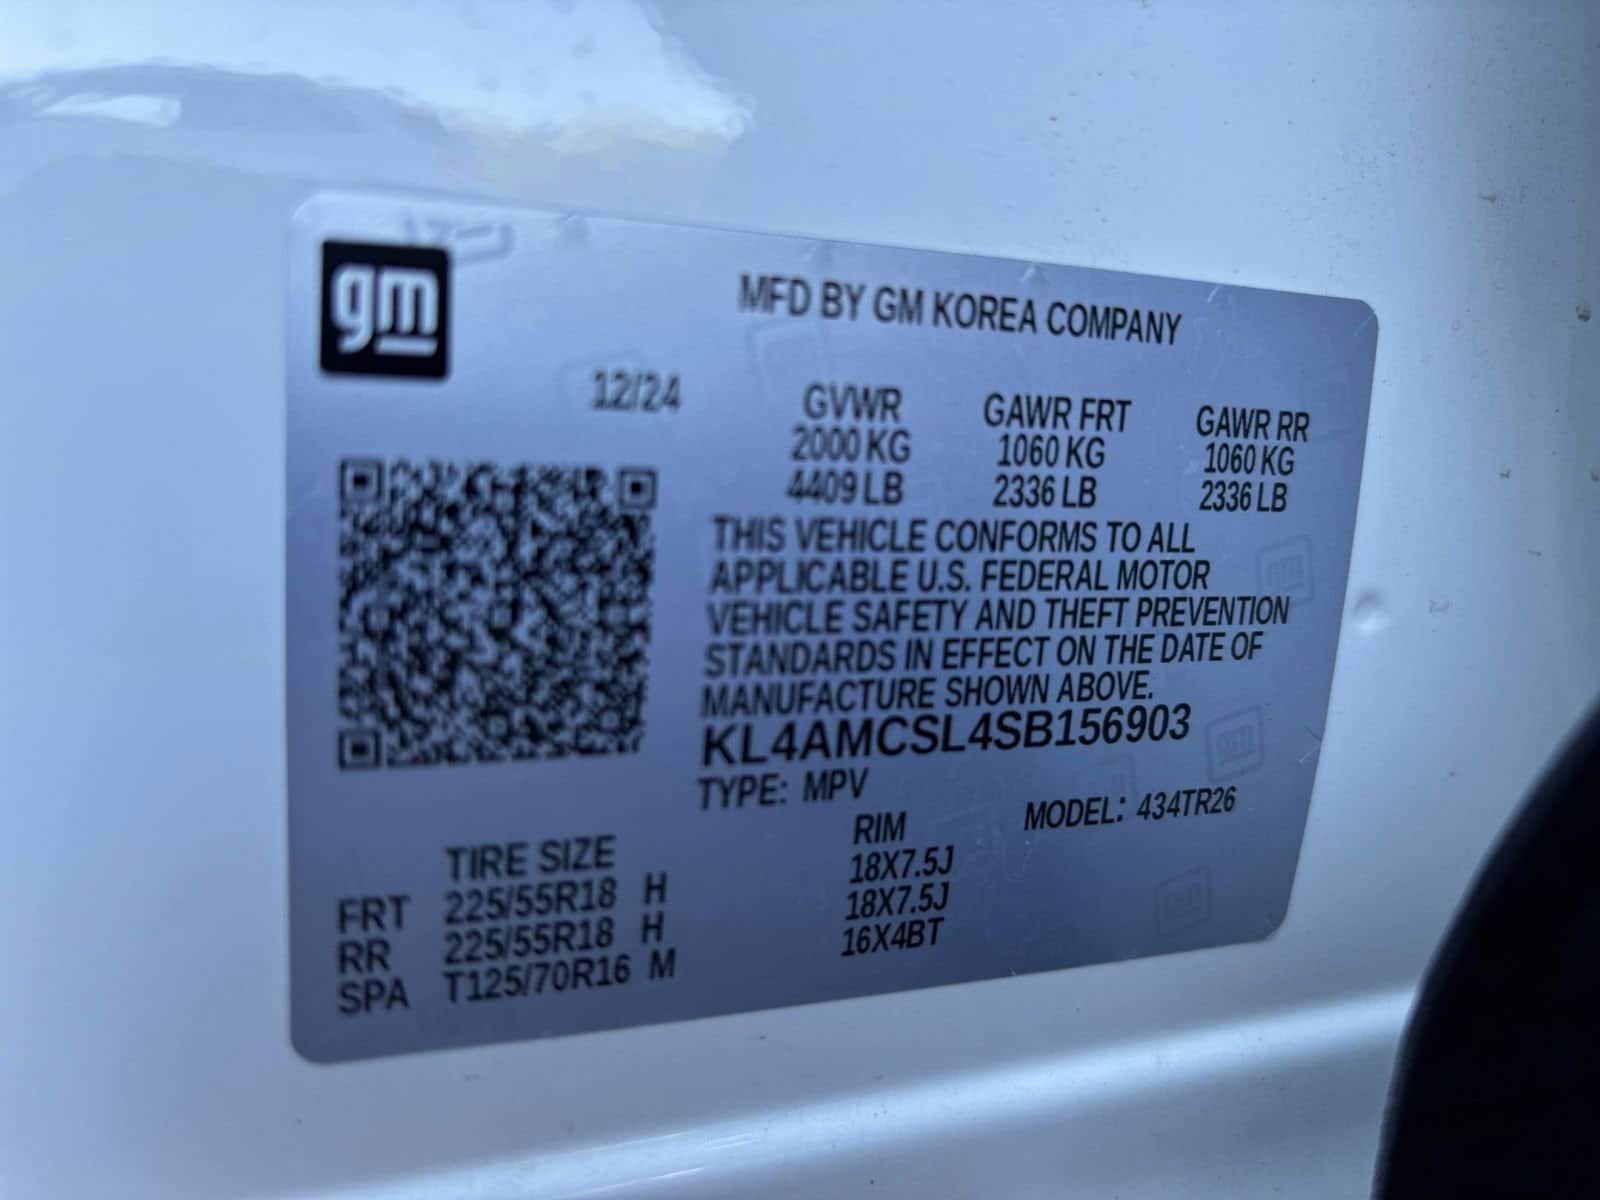 gm
MFD BY GM KOREA COMPANY
12/24
GVWR GAWR FRT GAWR RR
2000 KG 1060 KG 1060 KG
4409 LB 2336 LB 2336 LB
THIS VEHICLE CONFORMS TO ALL
APPLICABLE U.S. FEDERAL MOTOR
VEHICLE SAFETY AND THEFT PREVENTION
STANDARDS IN EFFECT ON THE DATE OF
MANUFACTURE SHOWN ABOVE.
KL4AMCSL4SB156903
TYPE: MPV
MODEL: 434TR26
TIRE SIZE RIM
FRT 225/55R18 H 18X7.5J
RR 225/55R18 H 18X7.5J
SPA T125/70R16 M 16X4BT